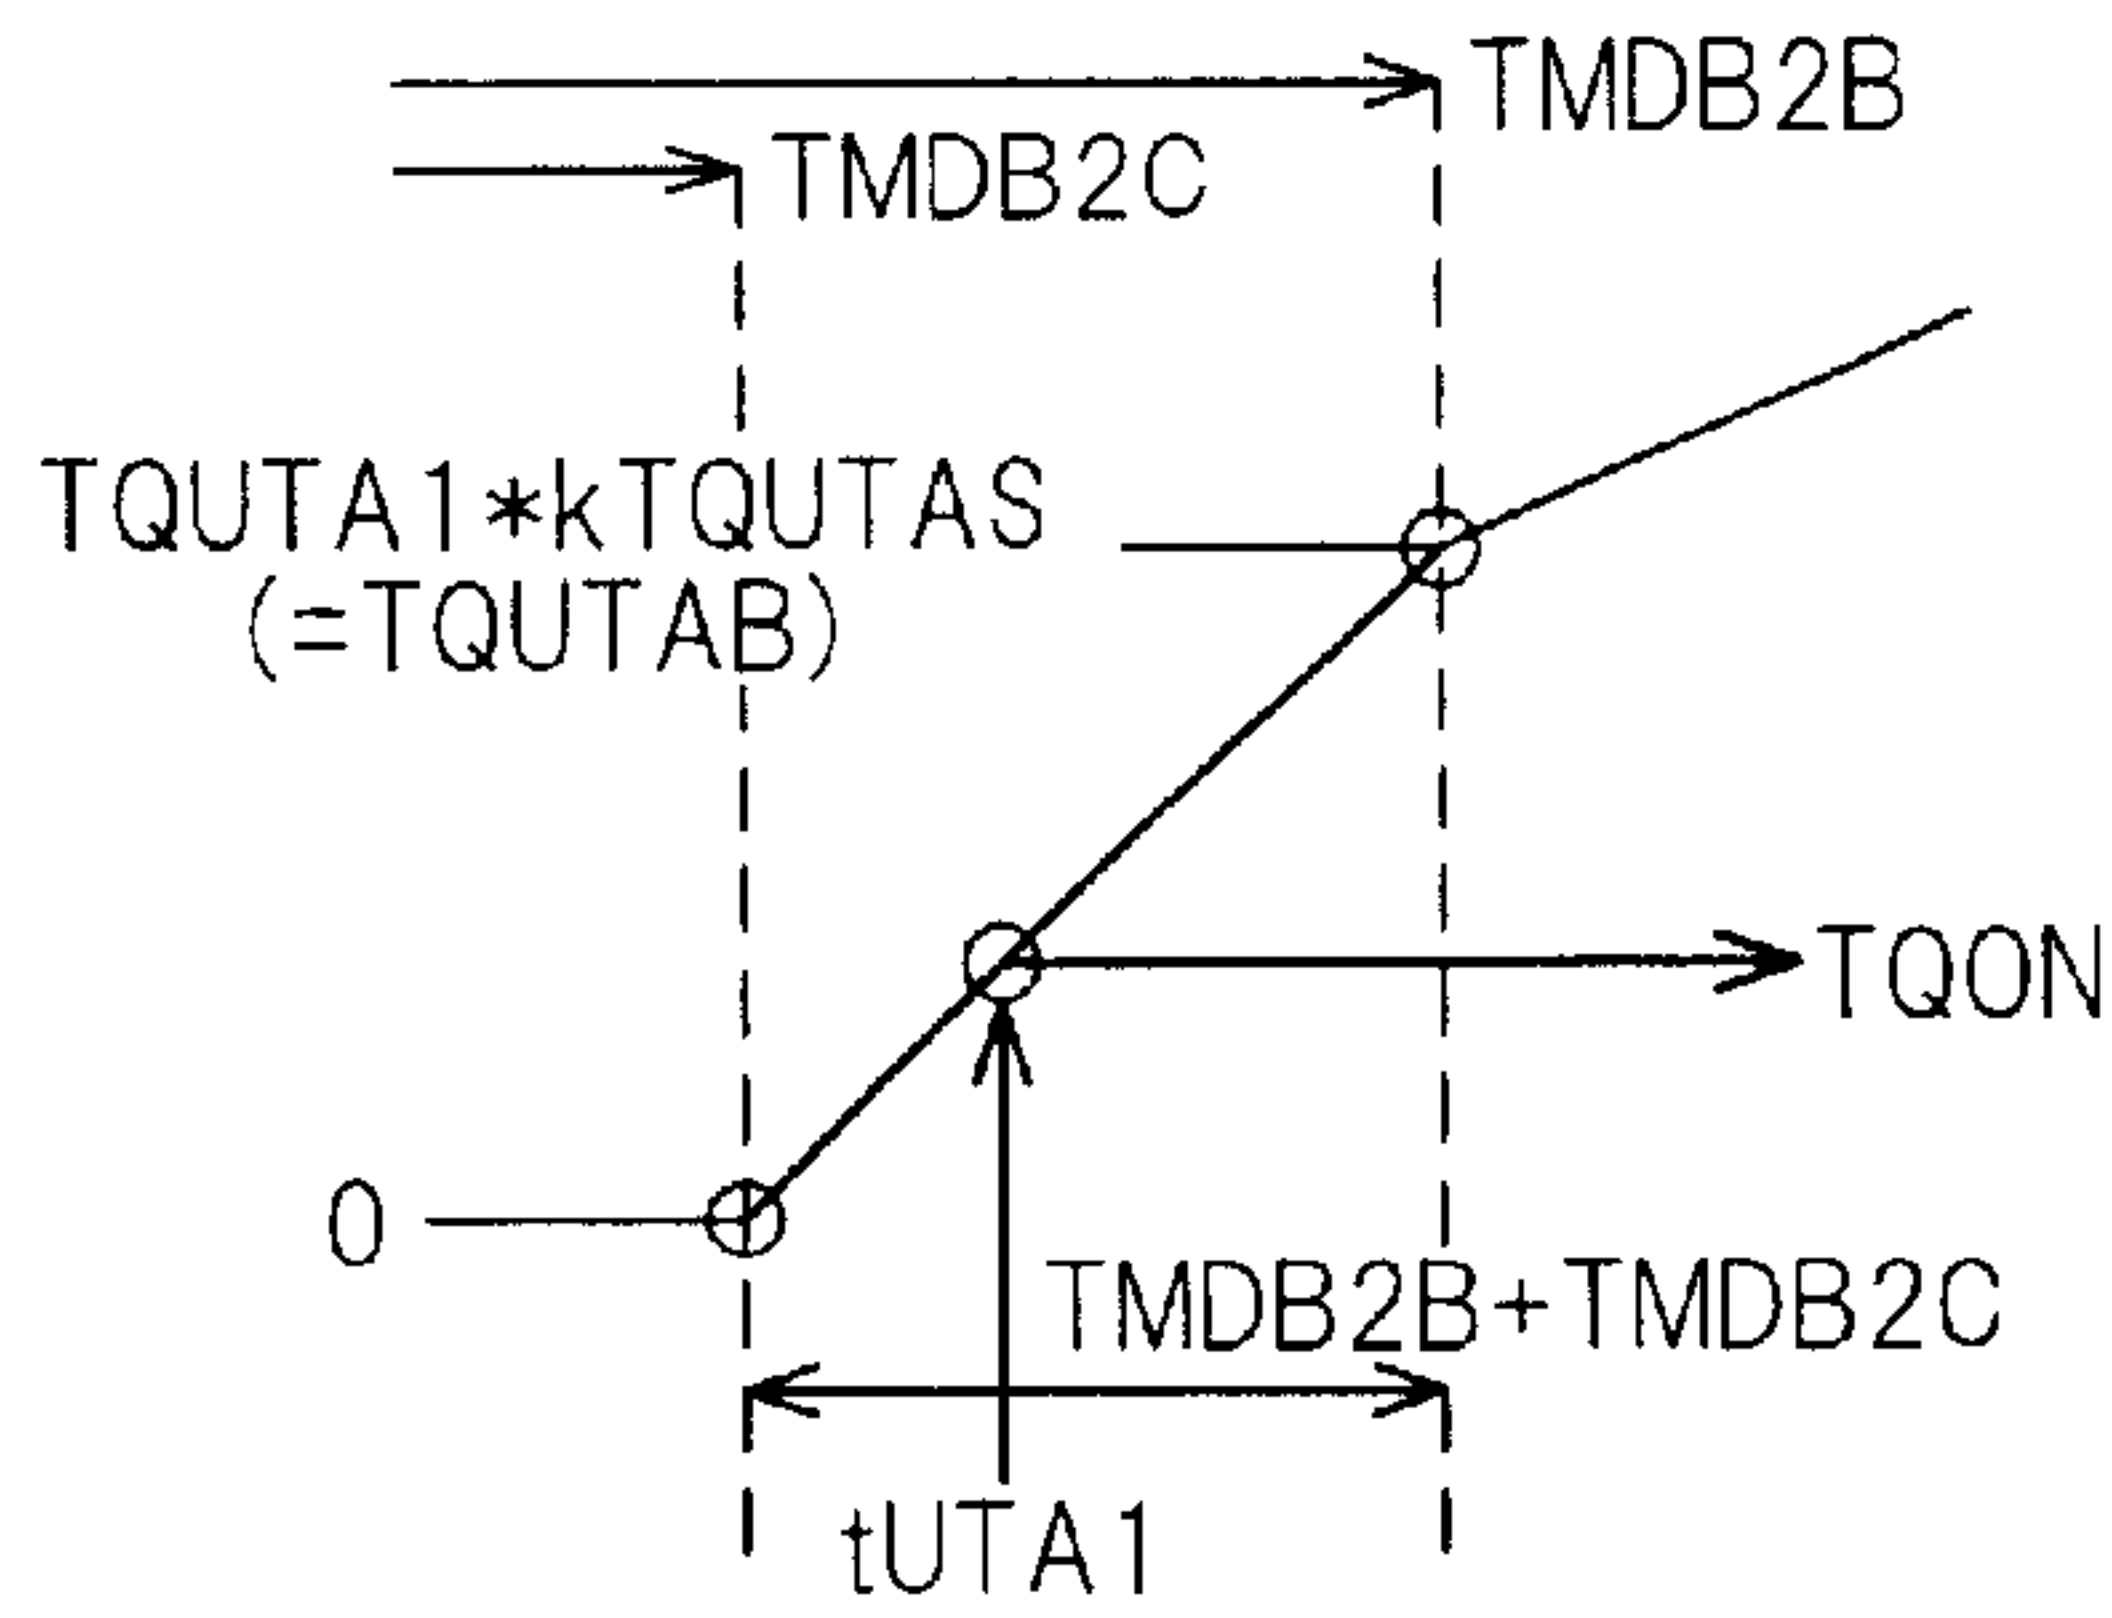 TMDB2B
TMDB2C
TQUTA1*kTQUTAS
(=TQUTAB)
TQON
0
TMDB2B+TMDB2C
tUTA1